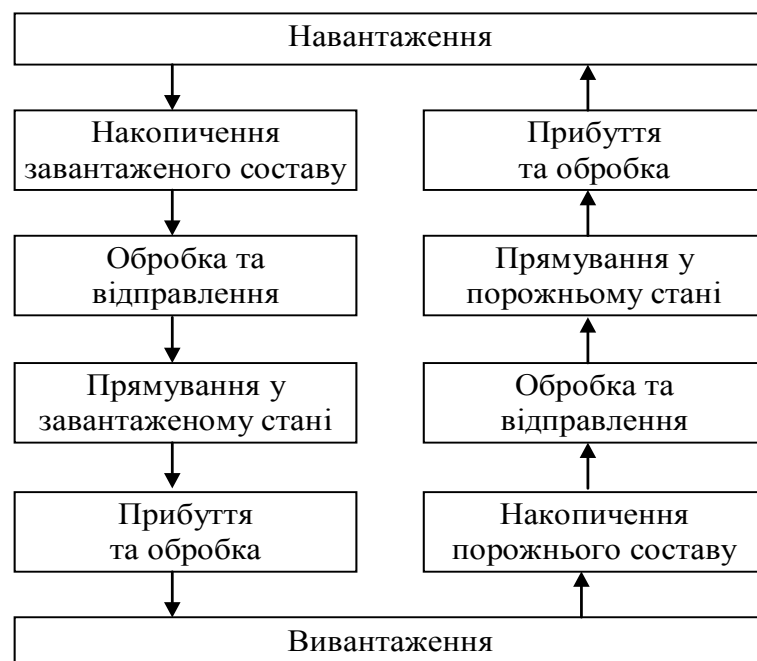 Навантаження
Накопичення
завантаженого составу
Обробка та
відправлення
Прямування у
завантаженому стані
Прибуття
та обробка
Вивантаження
Накопичення
порожнього составу
Обробка та
відправлення
Прямування у
порожньому стані
Прибуття
та обробка